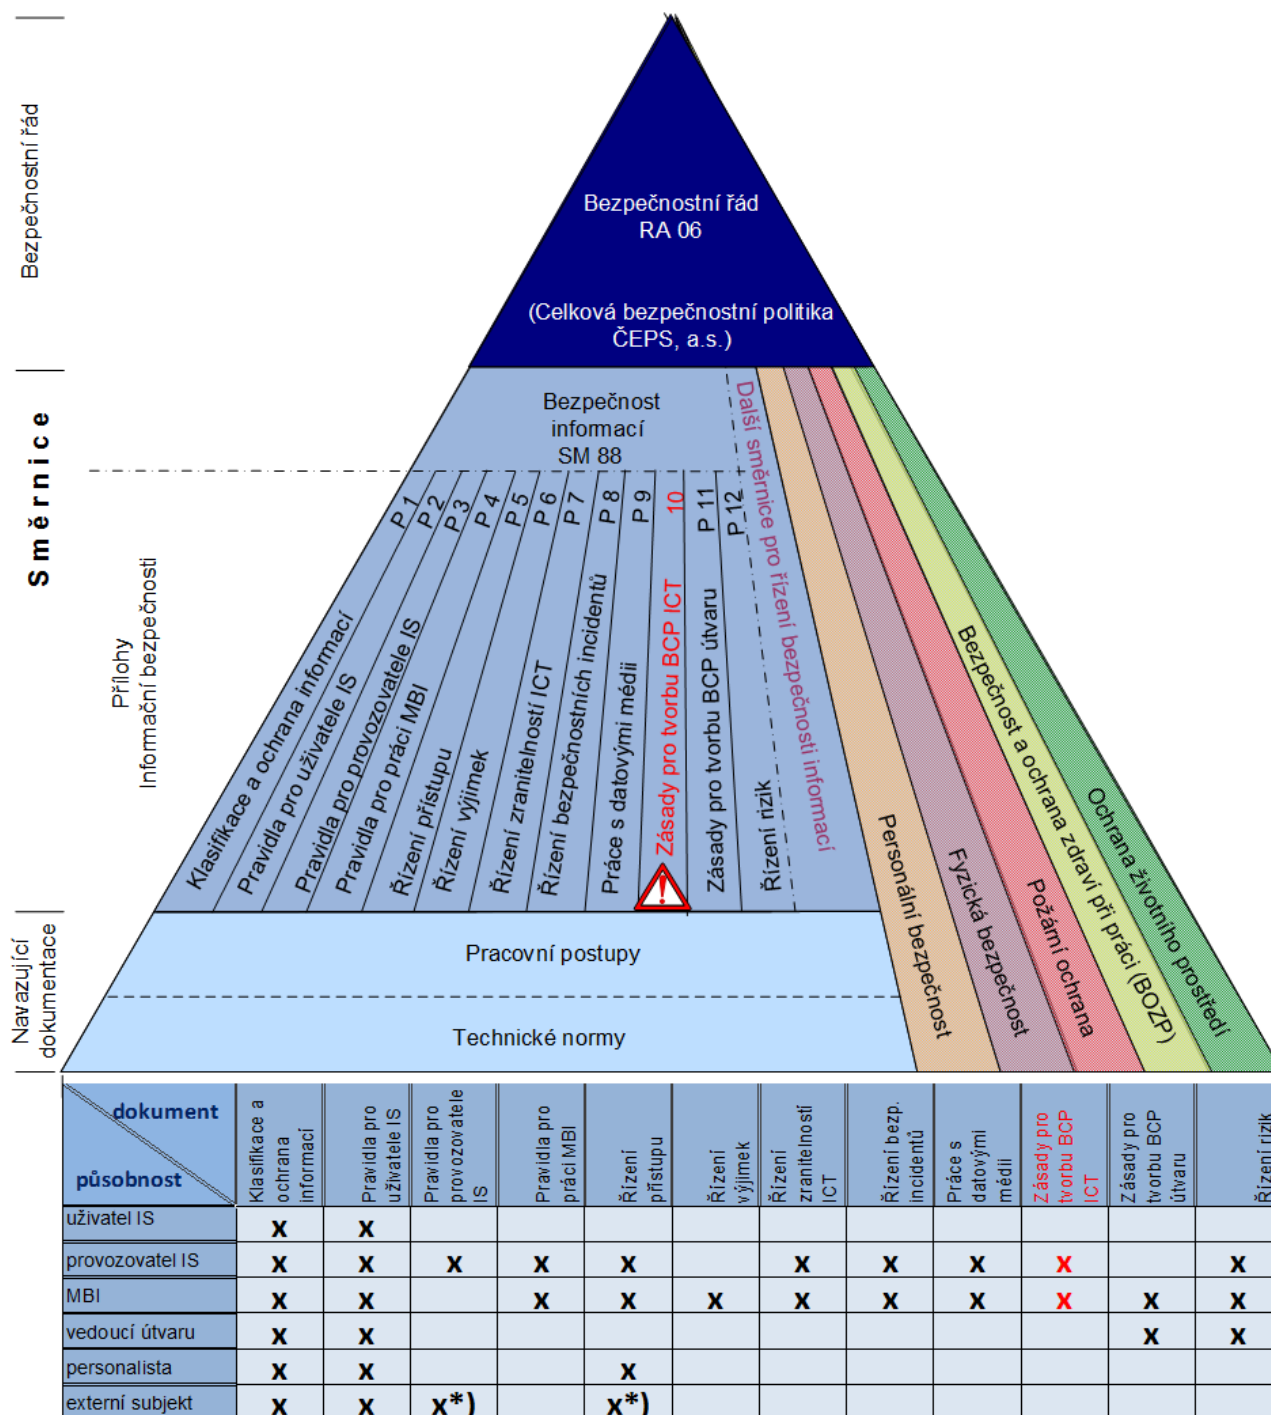 Bezpečnostní řád
Bezpečnostní řád
RA 06
(Celková bezpečnostní politika
ČEPS, a.s.)
Směrnice
Bezpečnost
informací
SM 88
Další směrnice pro řízení bezpečnosti informací
Přílohy
Informační bezpečnosti
P 1
P 2
P 3
P 4
P 5
P 6
P 7
P 8
P 9
10
P 11
P 12
Klasifikace a ochrana informací
Pravidla pro uživatele IS
Pravidla pro provozovatele IS
Pravidla pro práci MBI
Řízení přístupu
Řízení výjimek
Řízení zranitelností ICT
Řízení bezpečnostních incidentů
Práce s datovými médii
Zásady pro tvorbu BCP ICT
Zásady pro tvorbu BCP útvaru
Řízení rizik
Personální bezpečnost
Fyzická bezpečnost
Požární ochrana
Bezpečnost a ochrana zdraví při práci (BOZP)
Ochrana životního prostředí
Navazující
dokumentace
Pracovní postupy
Technické normy
dokument
působnost
Klasifikace a
ochrana
informací
Pravidla pro
uživatele IS
Pravidla pro
provozovatele
IS
Pravidla pro
práci MBI
Řízení
přístupu
Řízení
výjimek
Řízení
zranitelností
ICT
Řízení bezp.
incidentů
Práce s
datovými
médii
Zásady pro
tvorbu BCP
ICT
Zásady pro
tvorbu BCP
útvaru
Řízení rizik
uživatel IS x x
provozovatel IS x x x x x x x x x x
MBI x x x x x x x x x x x
vedoucí útvaru x x x x
personalista x x x
externí subjekt x x x*) x*)